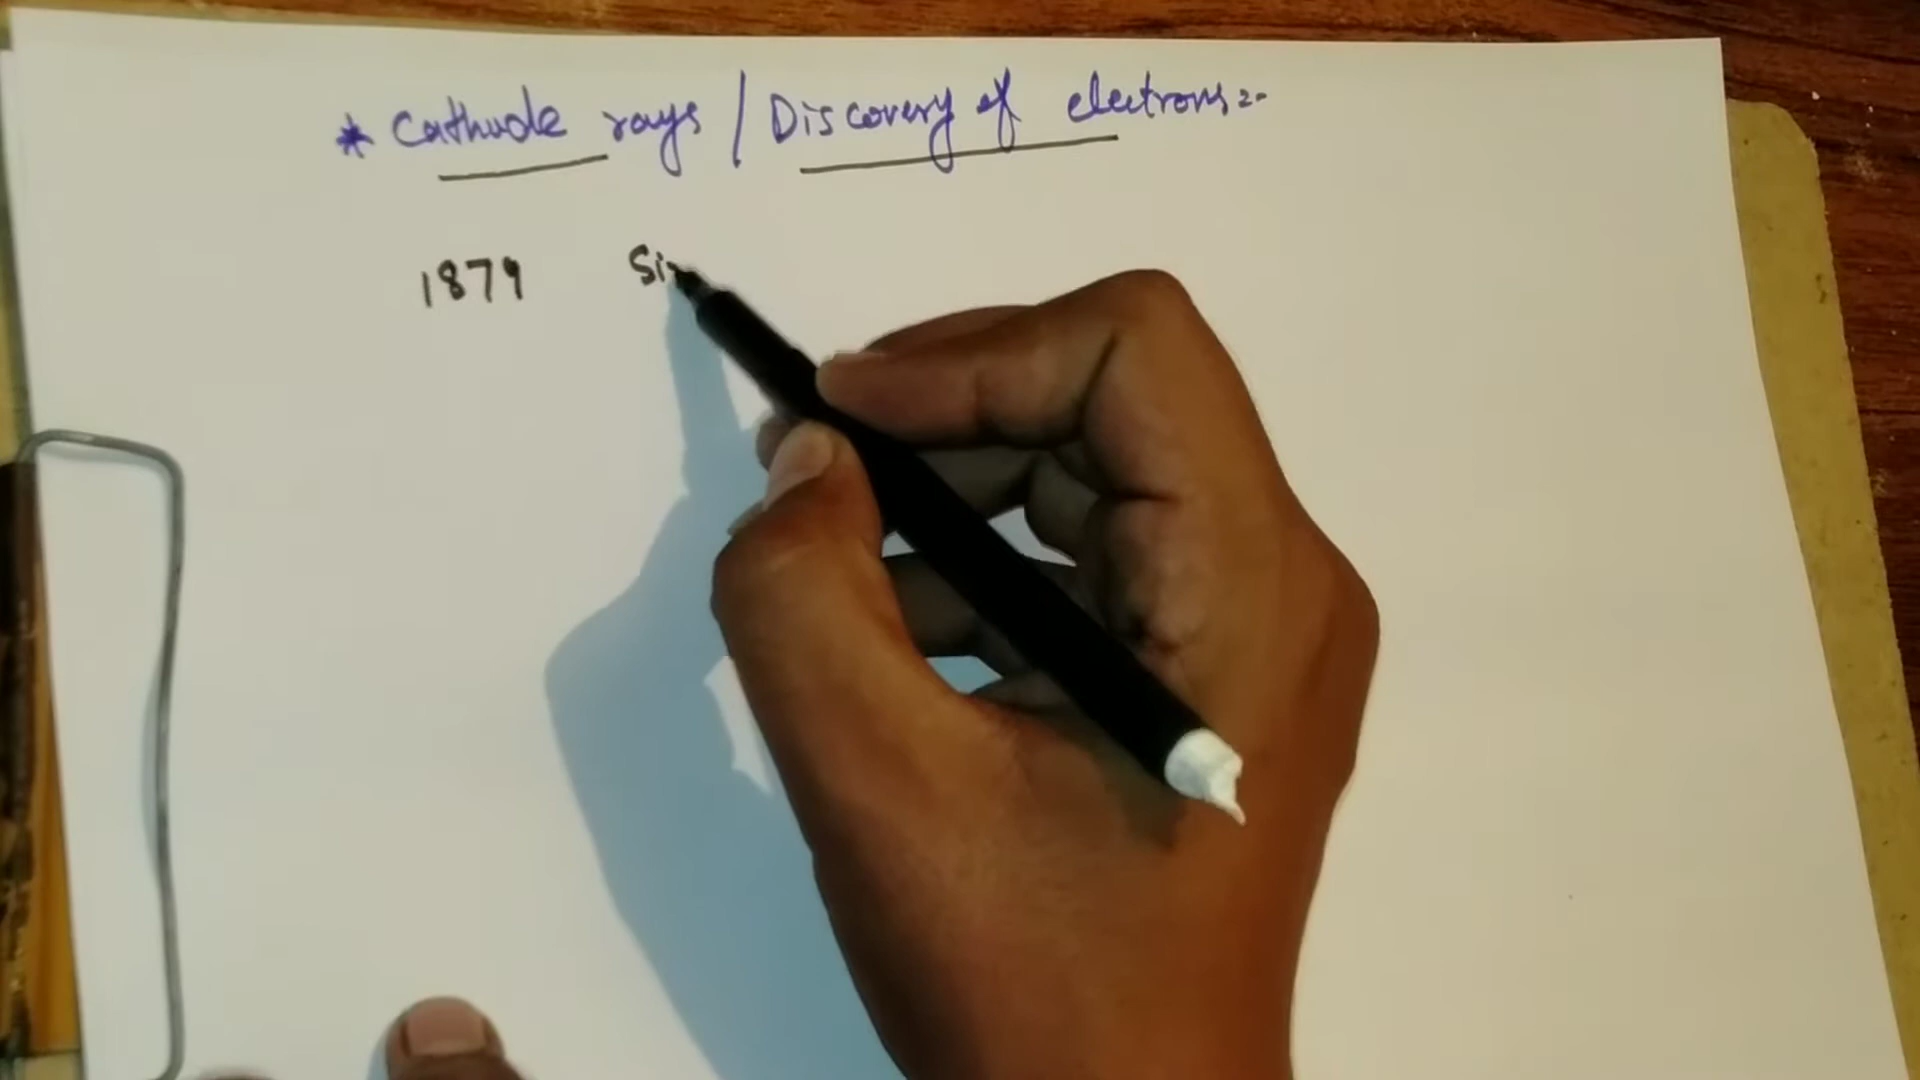 * Cathode rays / Discovery of electrons :-
1879 Si